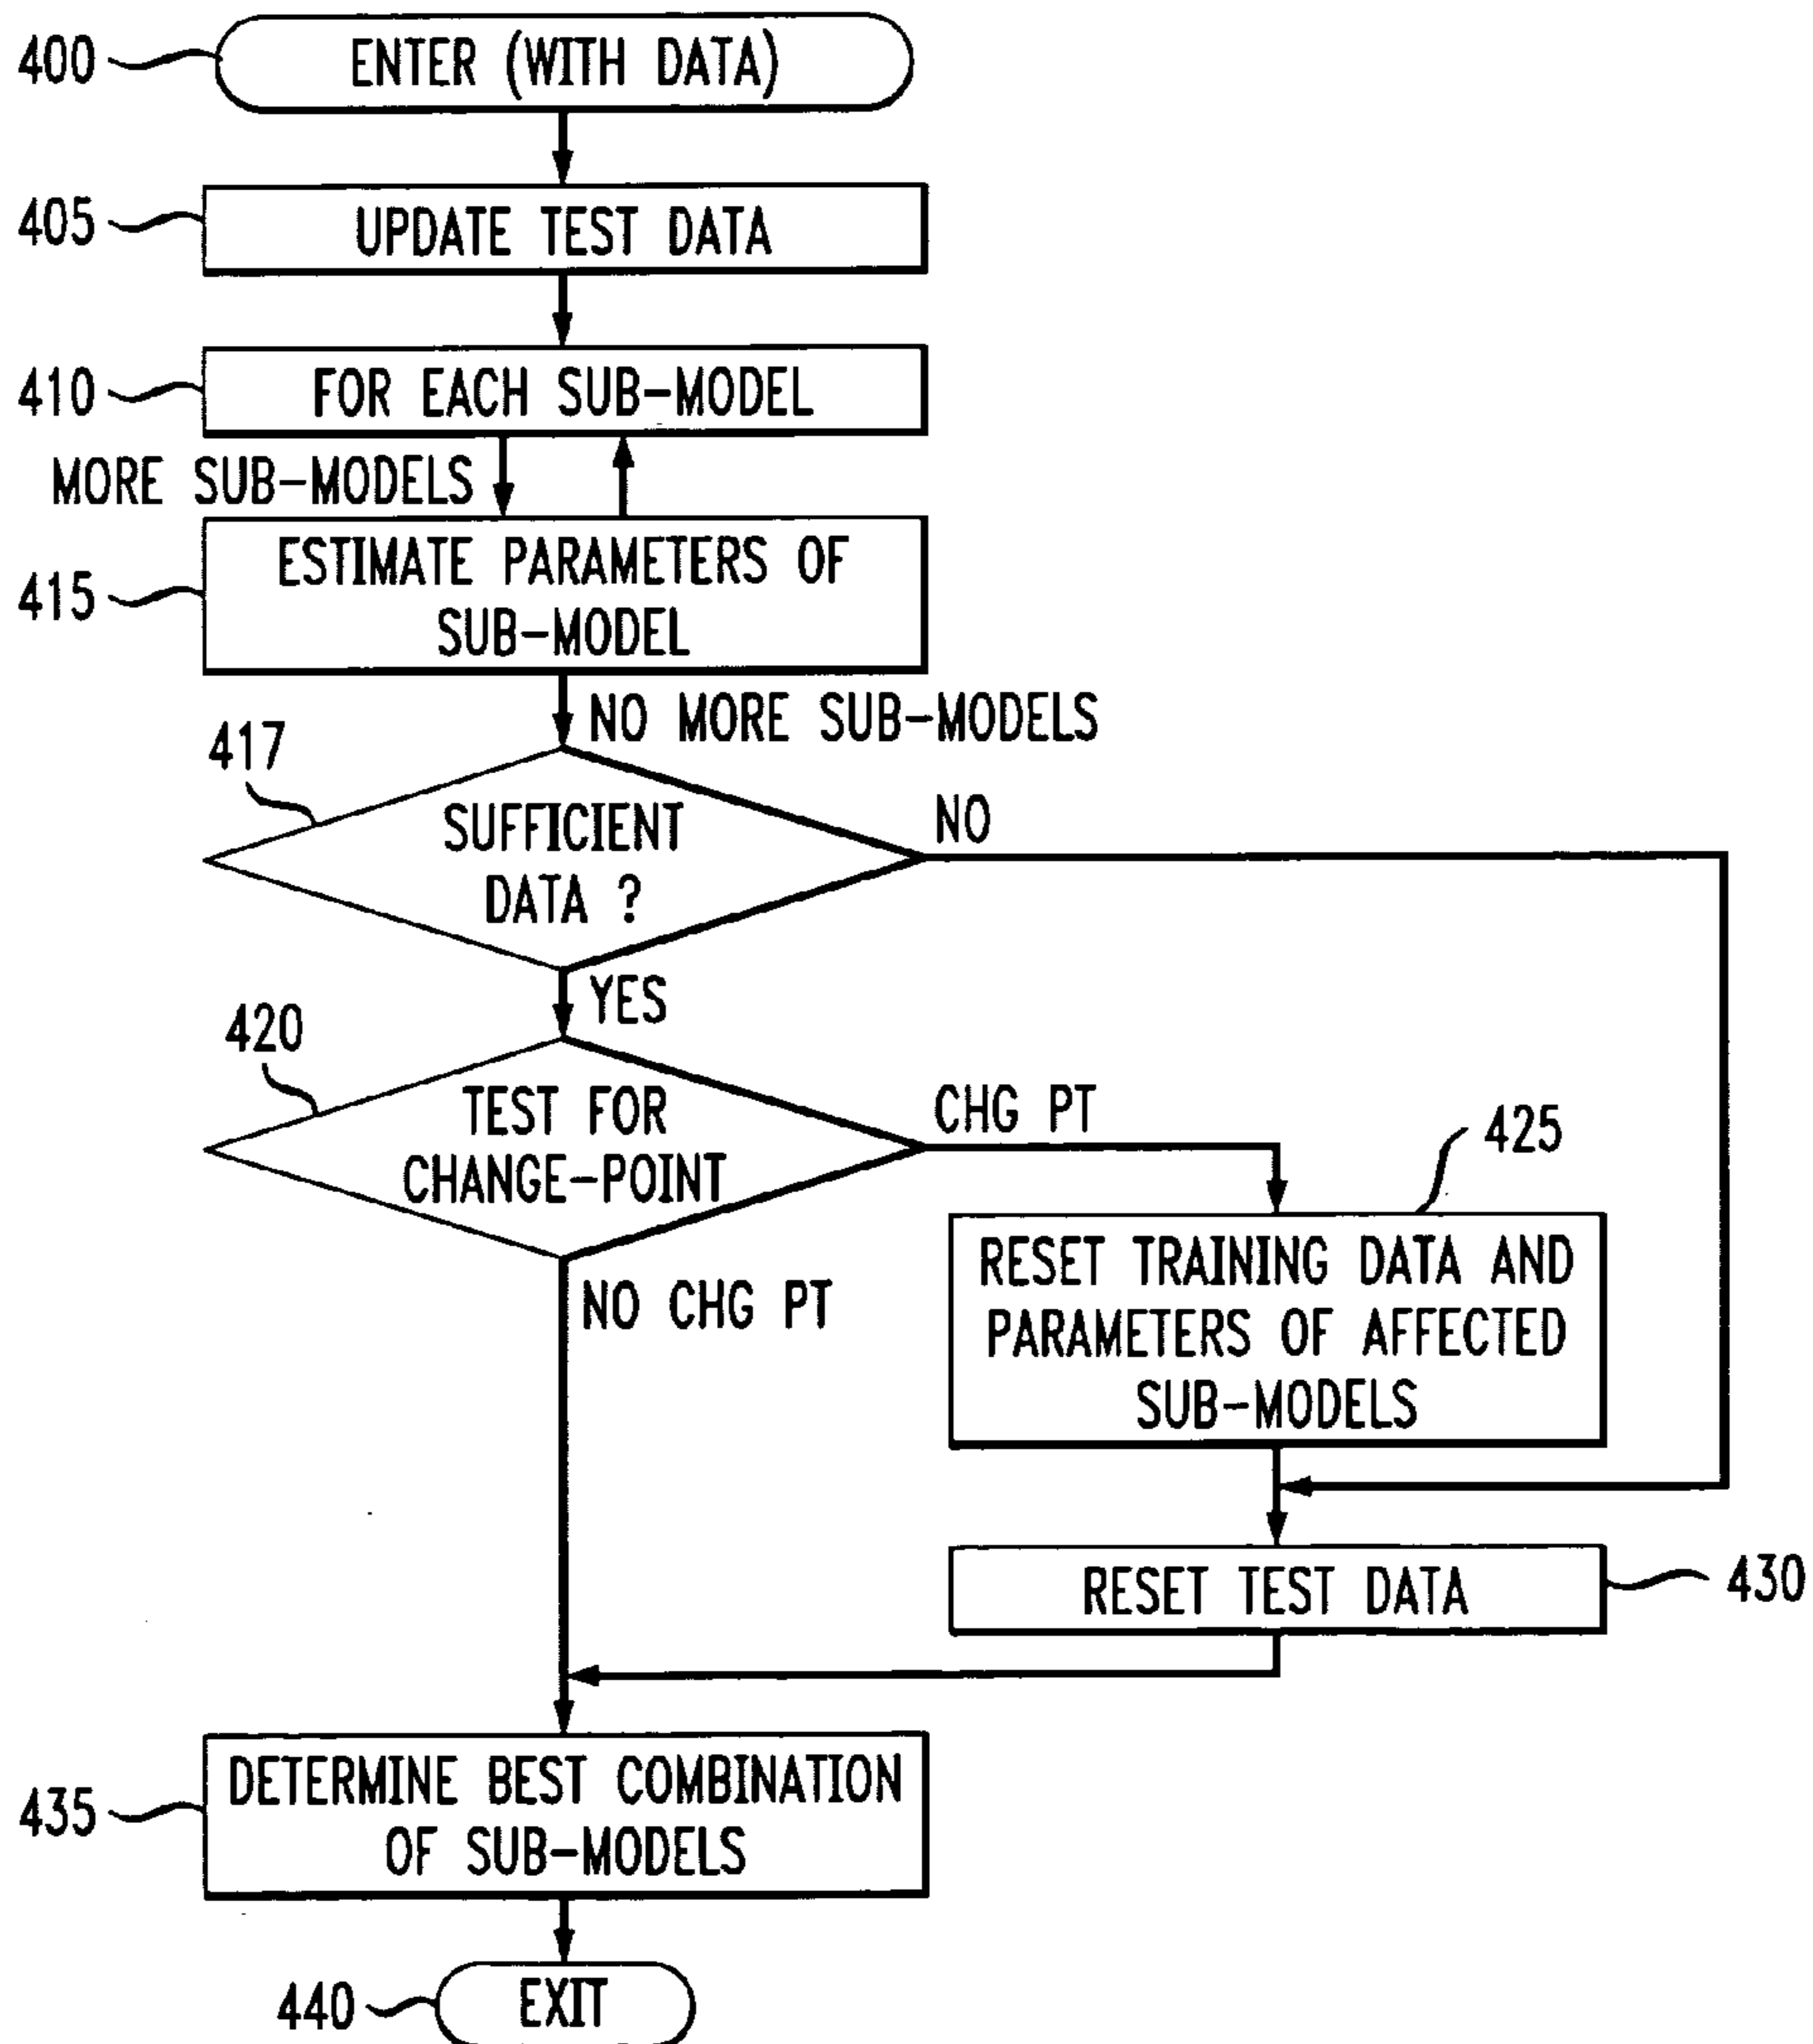 400
ENTER (WITH DATA)
405
UPDATE TEST DATA
410
FOR EACH SUB-MODEL
MORE SUB-MODELS
415
ESTIMATE PARAMETERS OF
SUB-MODEL
NO MORE SUB-MODELS
417
SUFFICIENT
DATA ?
NO
YES
420
TEST FOR
CHANGE-POINT
CHG PT
425
RESET TRAINING DATA AND
PARAMETERS OF AFFECTED
SUB-MODELS
NO CHG PT
RESET TEST DATA
430
435
DETERMINE BEST COMBINATION
OF SUB-MODELS
440
EXIT